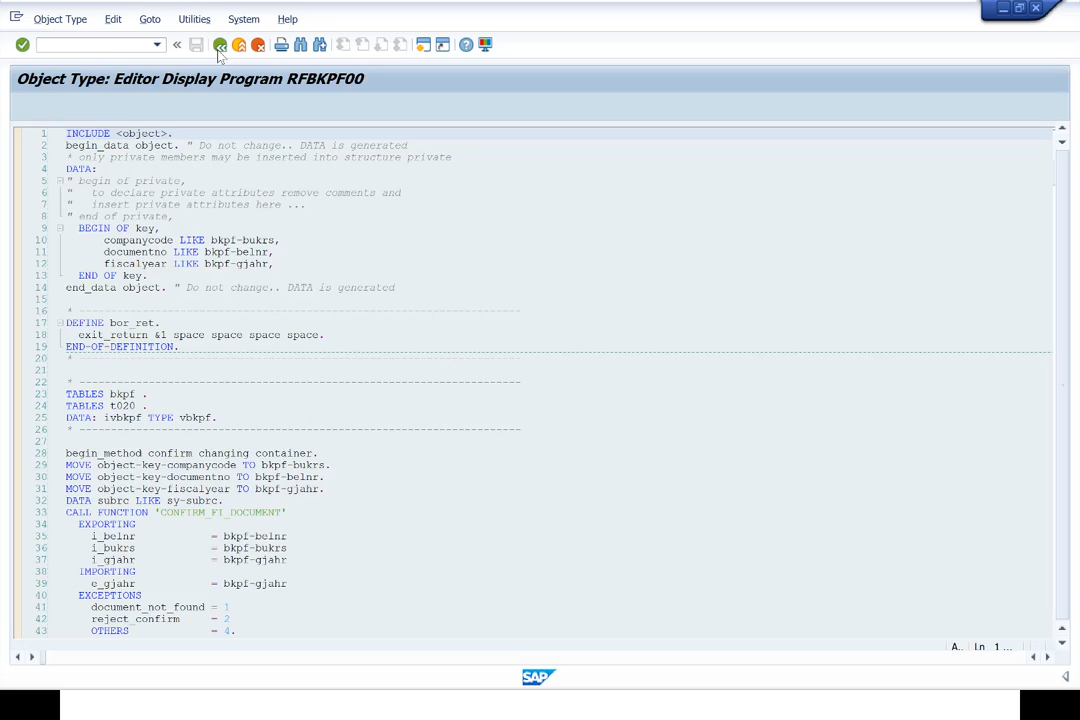 Object Type Edit Goto Utilities System Help
Object Type: Editor Display Program RFBKPF00
1 INCLUDE <object>.
2 begin_data object. " Do not change.. DATA is generated
3 * only private members may be inserted into structure private
4 DATA:
5 " begin of private,
6 " to declare private attributes remove comments and
7 " insert private attributes here ...
8 " end of private,
9 BEGIN OF key,
10 companycode LIKE bkpf-bukrs,
11 documentno LIKE bkpf-belnr,
12 fiscalyear LIKE bkpf-gjahr,
13 END OF key.
14 end_data object. " Do not change.. DATA is generated
15
16 * ---------------------------------------------------------------------
17 DEFINE bor_ret.
18 exit_return &1 space space space space.
19 END-OF-DEFINITION.
20 * ---------------------------------------------------------------------
21
22 * ---------------------------------------------------------------------
23 TABLES bkpf .
24 TABLES t020 .
25 DATA: ivbkpf TYPE vbkpf.
26 * ---------------------------------------------------------------------
27
28 begin_method confirm changing container.
29 MOVE object-key-companycode TO bkpf-bukrs.
30 MOVE object-key-documentno TO bkpf-belnr.
31 MOVE object-key-fiscalyear TO bkpf-gjahr.
32 DATA subrc LIKE sy-subrc.
33 CALL FUNCTION 'CONFIRM_FI_DOCUMENT'
34 EXPORTING
35 i_belnr = bkpf-belnr
36 i_bukrs = bkpf-bukrs
37 i_gjahr = bkpf-gjahr
38 IMPORTING
39 e_gjahr = bkpf-gjahr
40 EXCEPTIONS
41 document_not_found = 1
42 reject_confirm = 2
43 OTHERS = 4.
A.. Ln 1 ...
SAP